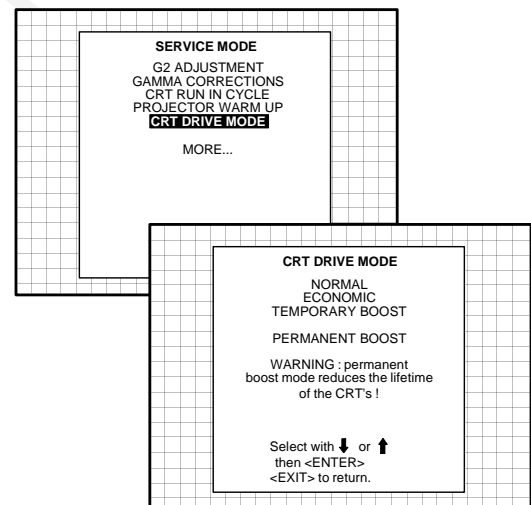 SERVICE MODE
G2 ADJUSTMENT
GAMMA CORRECTIONS
CRT RUN IN CYCLE
PROJECTOR WARM UP
CRT DRIVE MODE
MORE...
CRT DRIVE MODE
NORMAL
ECONOMIC
TEMPORARY BOOST
PERMANENT BOOST
WARNING : permanent
boost mode reduces the lifetime
of the CRT's !
Select with ⬇ or ⬆
then <ENTER>
<EXIT> to return.